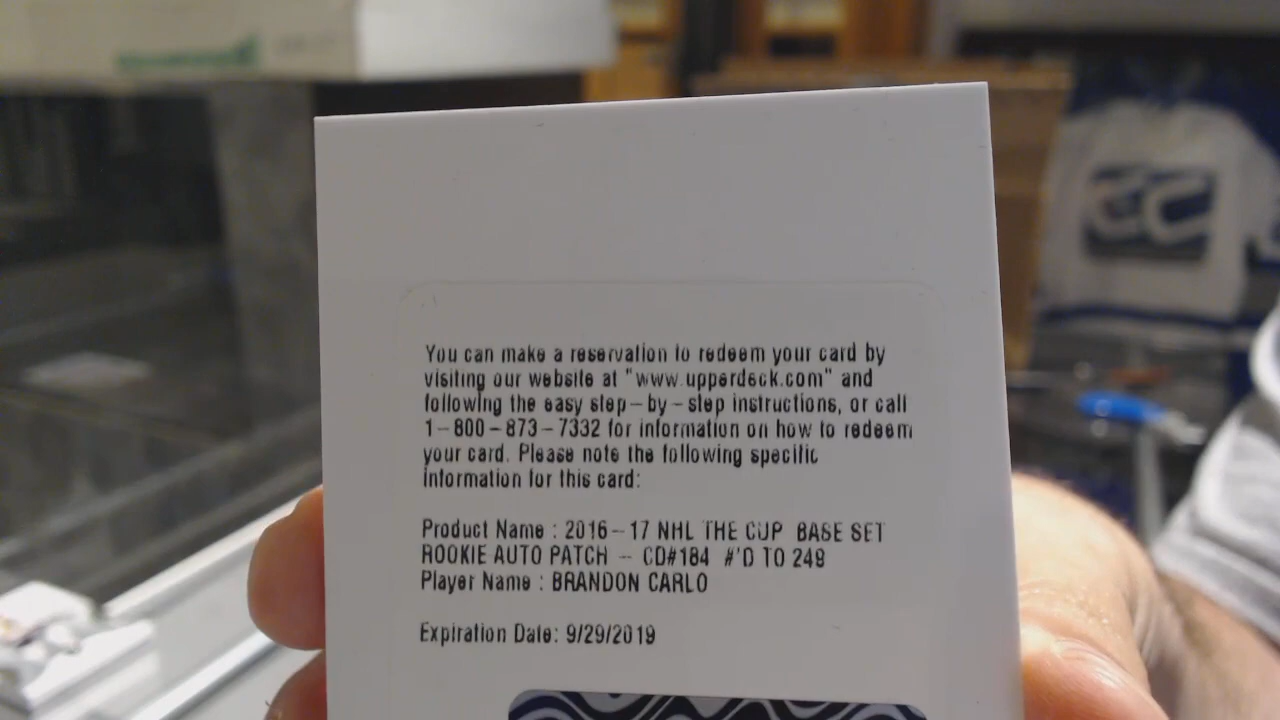 You can make a reservation to redeem your card by
visiting our website at "www.upperdeck.com" and
following the easy step-by-step instructions, or call
1-800-873-7332 for information on how to redeem
your card. Please note the following specific
information for this card:
Product Name : 2016-17 NHL THE CUP BASE SET
ROOKIE AUTO PATCH - CD#184 #'D TO 249
Player Name : BRANDON CARLO
Expiration Date: 9/29/2019